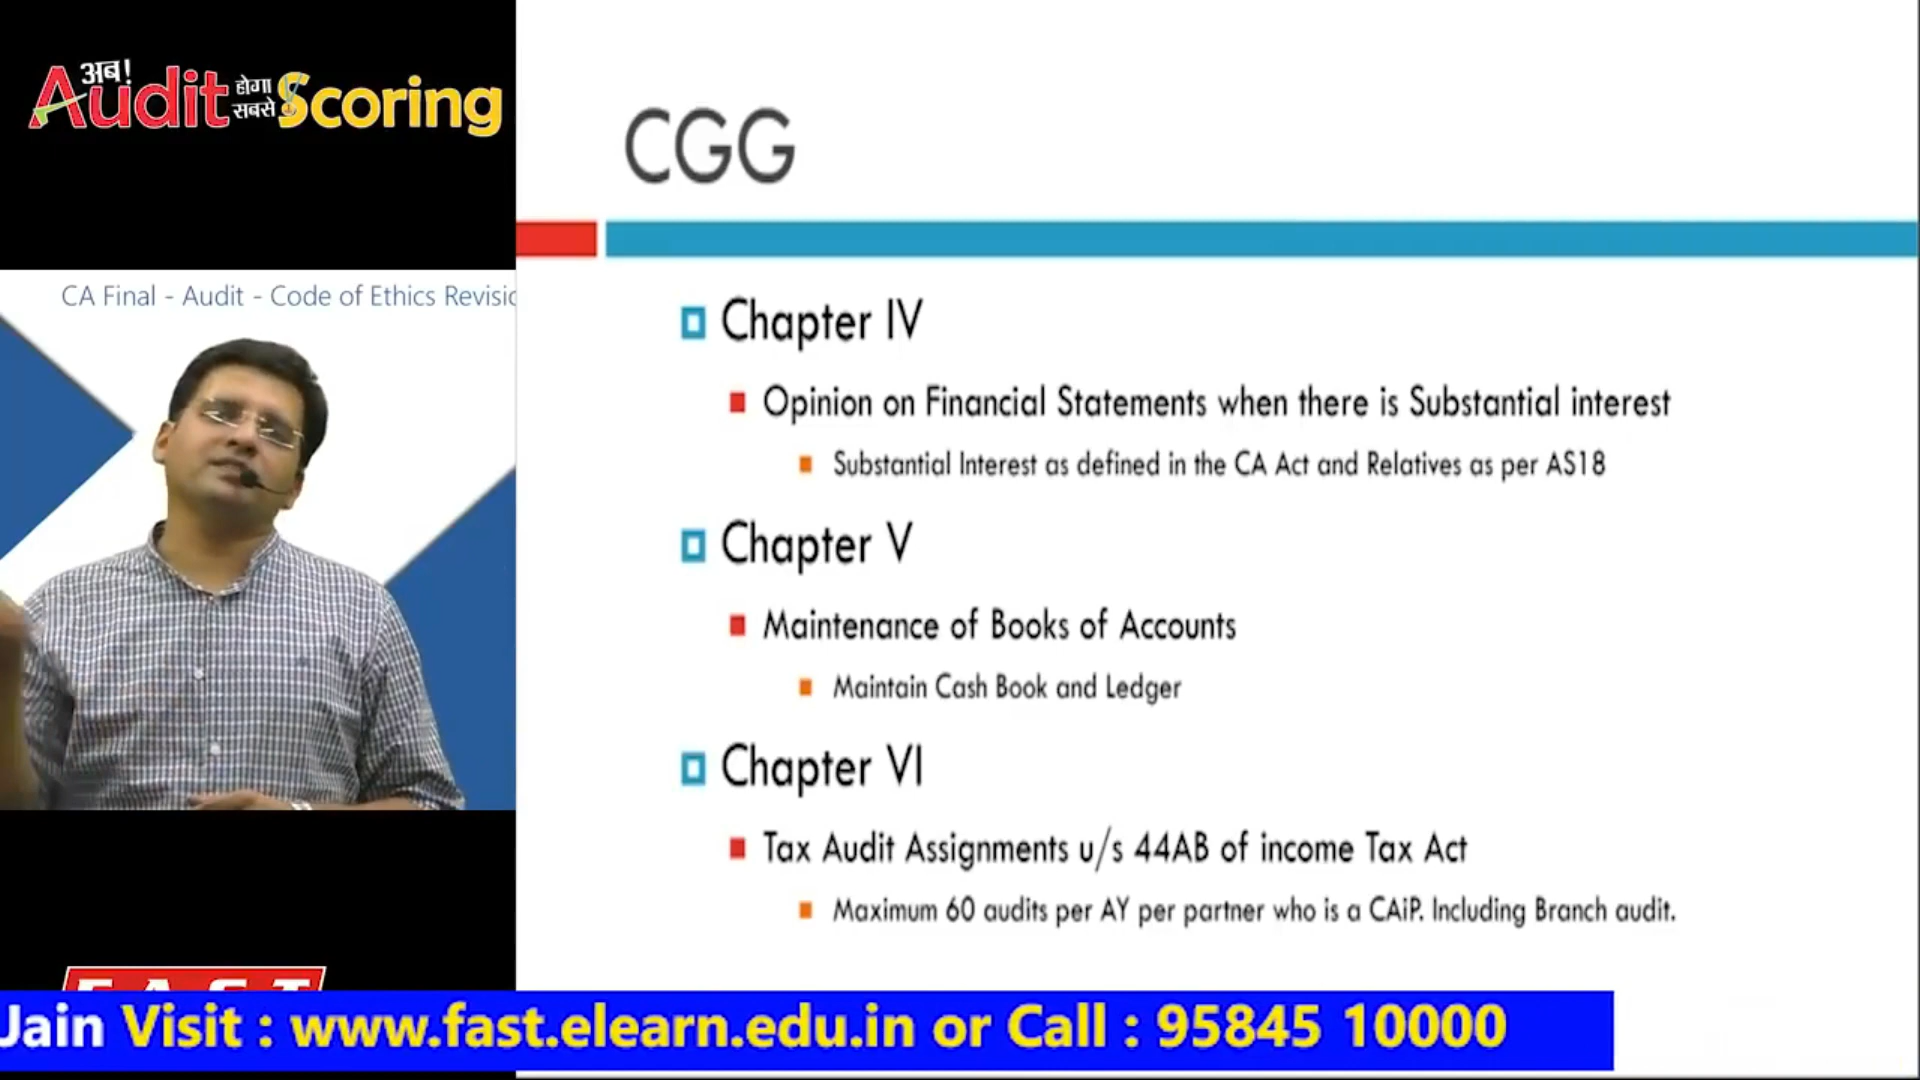 अब!
Audit होगा सबसे Scoring
CA Final - Audit - Code of Ethics
CGG
Chapter IV
Opinion on Financial Statements when there is Substantial interest
Substantial Interest as defined in the CA Act and Relatives as per AS18
Chapter V
Maintenance of Books of Accounts
Maintain Cash Book and Ledger
Chapter VI
Tax Audit Assignments u/s 44AB of income Tax Act
Maximum 60 audits per AY per partner who is a CAiP. Including Branch audit.
Jain Visit : www.fast.elearn.edu.in or Call : 95845 10000